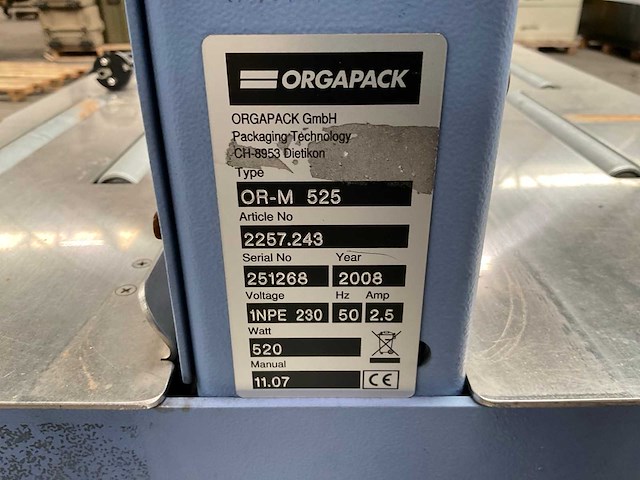 ORGAPACK
ORGAPACK GmbH
Packaging Technology
CH-8953 Dietikon
Type
OR-M 525
Article No
2257.243
Serial No Year
251268 2008
Voltage Hz Amp
1NPE 230 50 2.5
Watt
520
Manual
11.07 CE